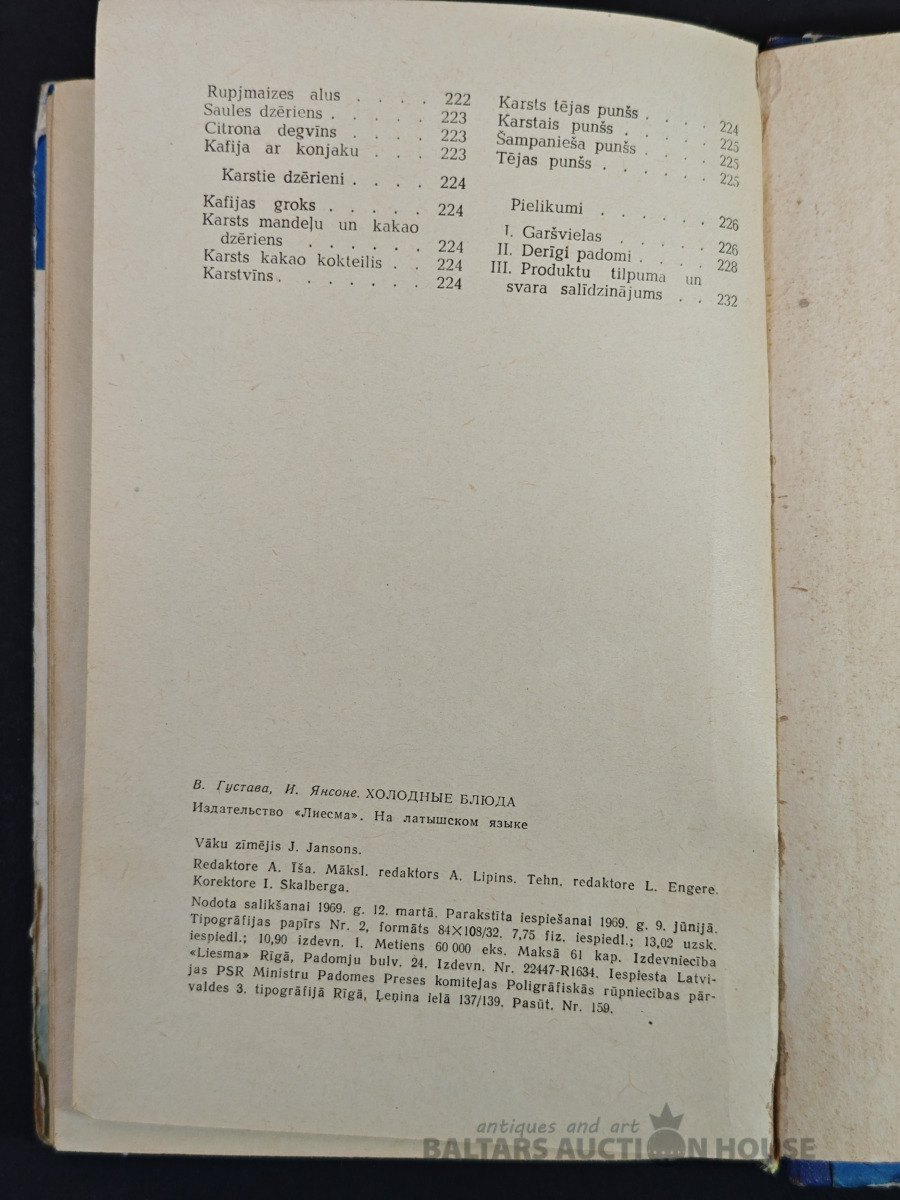 Rupjmaizes alus . . . . 222
Saules dzēriens . . . . . 223
Citrona degvīns . . . . 223
Kafija ar konjaku . . . 223
Karstie dzērieni . . . . 224
Kafijas groks . . . . . 224
Karsts mandeļu un kakao
dzēriens . . . . . . 224
Karsts kakao kokteilis . . 224
Karstvīns . . . . . . . 224
Karsts tējas punšs . . . . 224
Karstais punšs . . . . . 225
Šampanieša punšs . . . . 225
Tējas punšs . . . . . . 225
Pielikumi . . . . . . 226
I. Garšvielas . . . . . 226
II. Derīgi padomi . . . . 228
III. Produktu tilpuma un
svara salīdzinājums . . 232
В. Густава, И. Янсоне. ХОЛОДНЫЕ БЛЮДА
Издательство «Лиесма». На латышском языке
Vāku zīmējis J. Jansons.
Redaktore A. Īša. Māksl. redaktors A. Lipins. Tehn. redaktore L. Engere.
Korektore I. Skalberga.
Nodota salikšanai 1969. g. 12. martā. Parakstīta iespiešanai 1969. g. 9. jūnijā.
Tipogrāfijas papīrs Nr. 2, formāts 84×108/32. 7,75 fiz. iespiedl.; 13,02 uzsk.
iespiedl.; 10,90 izdevn. l. Metiens 60 000 eks. Maksā 61 kap. Izdevniecība
«Liesma» Rīgā, Padomju bulv. 24. Izdevn. Nr. 22447-R1634. Iespiesta Latvi-
jas PSR Ministru Padomes Preses komitejas Poligrāfiskās rūpniecības pār-
valdes 3. tipogrāfijā Rīgā, Ļeņina ielā 137/139. Pasūt. Nr. 159.
antiques and art
BALTARS AUCTION HOUSE